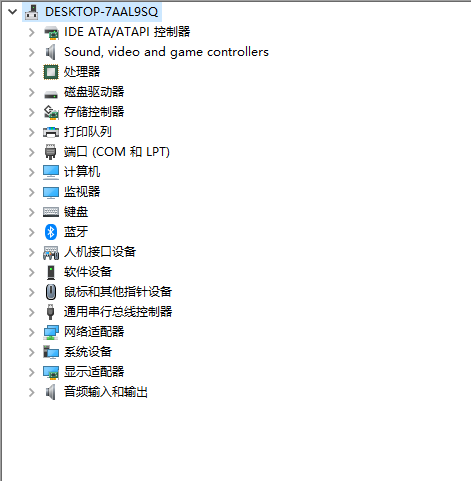 DESKTOP-7AAL9SQ
IDE ATA/ATAPI 控制器
Sound, video and game controllers
处理器
磁盘驱动器
存储控制器
打印队列
端口 (COM 和 LPT)
计算机
监视器
键盘
蓝牙
人机接口设备
软件设备
鼠标和其他指针设备
通用串行总线控制器
网络适配器
系统设备
显示适配器
音频输入和输出